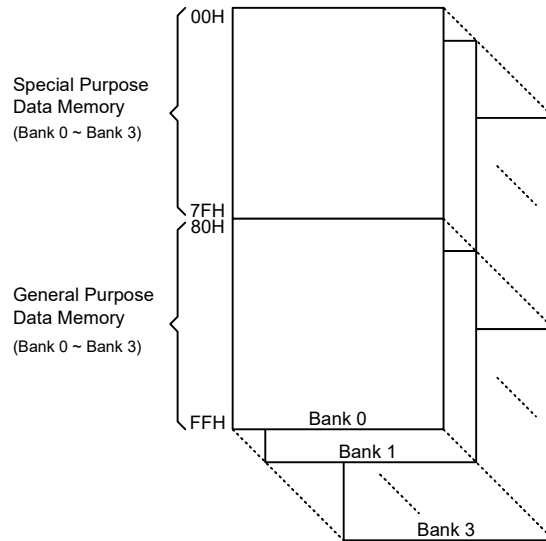 00H
Special Purpose
Data Memory
(Bank 0 ~ Bank 3)
7FH
80H
General Purpose
Data Memory
(Bank 0 ~ Bank 3)
FFH
Bank 0
Bank 1
Bank 3